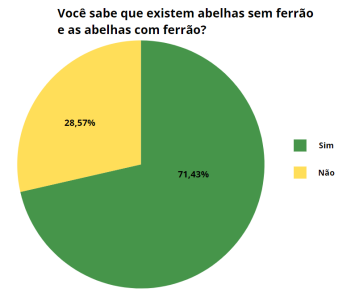 Você sabe que existem abelhas sem ferrão
e as abelhas com ferrão?
28,57%
71,43%
Sim
Não